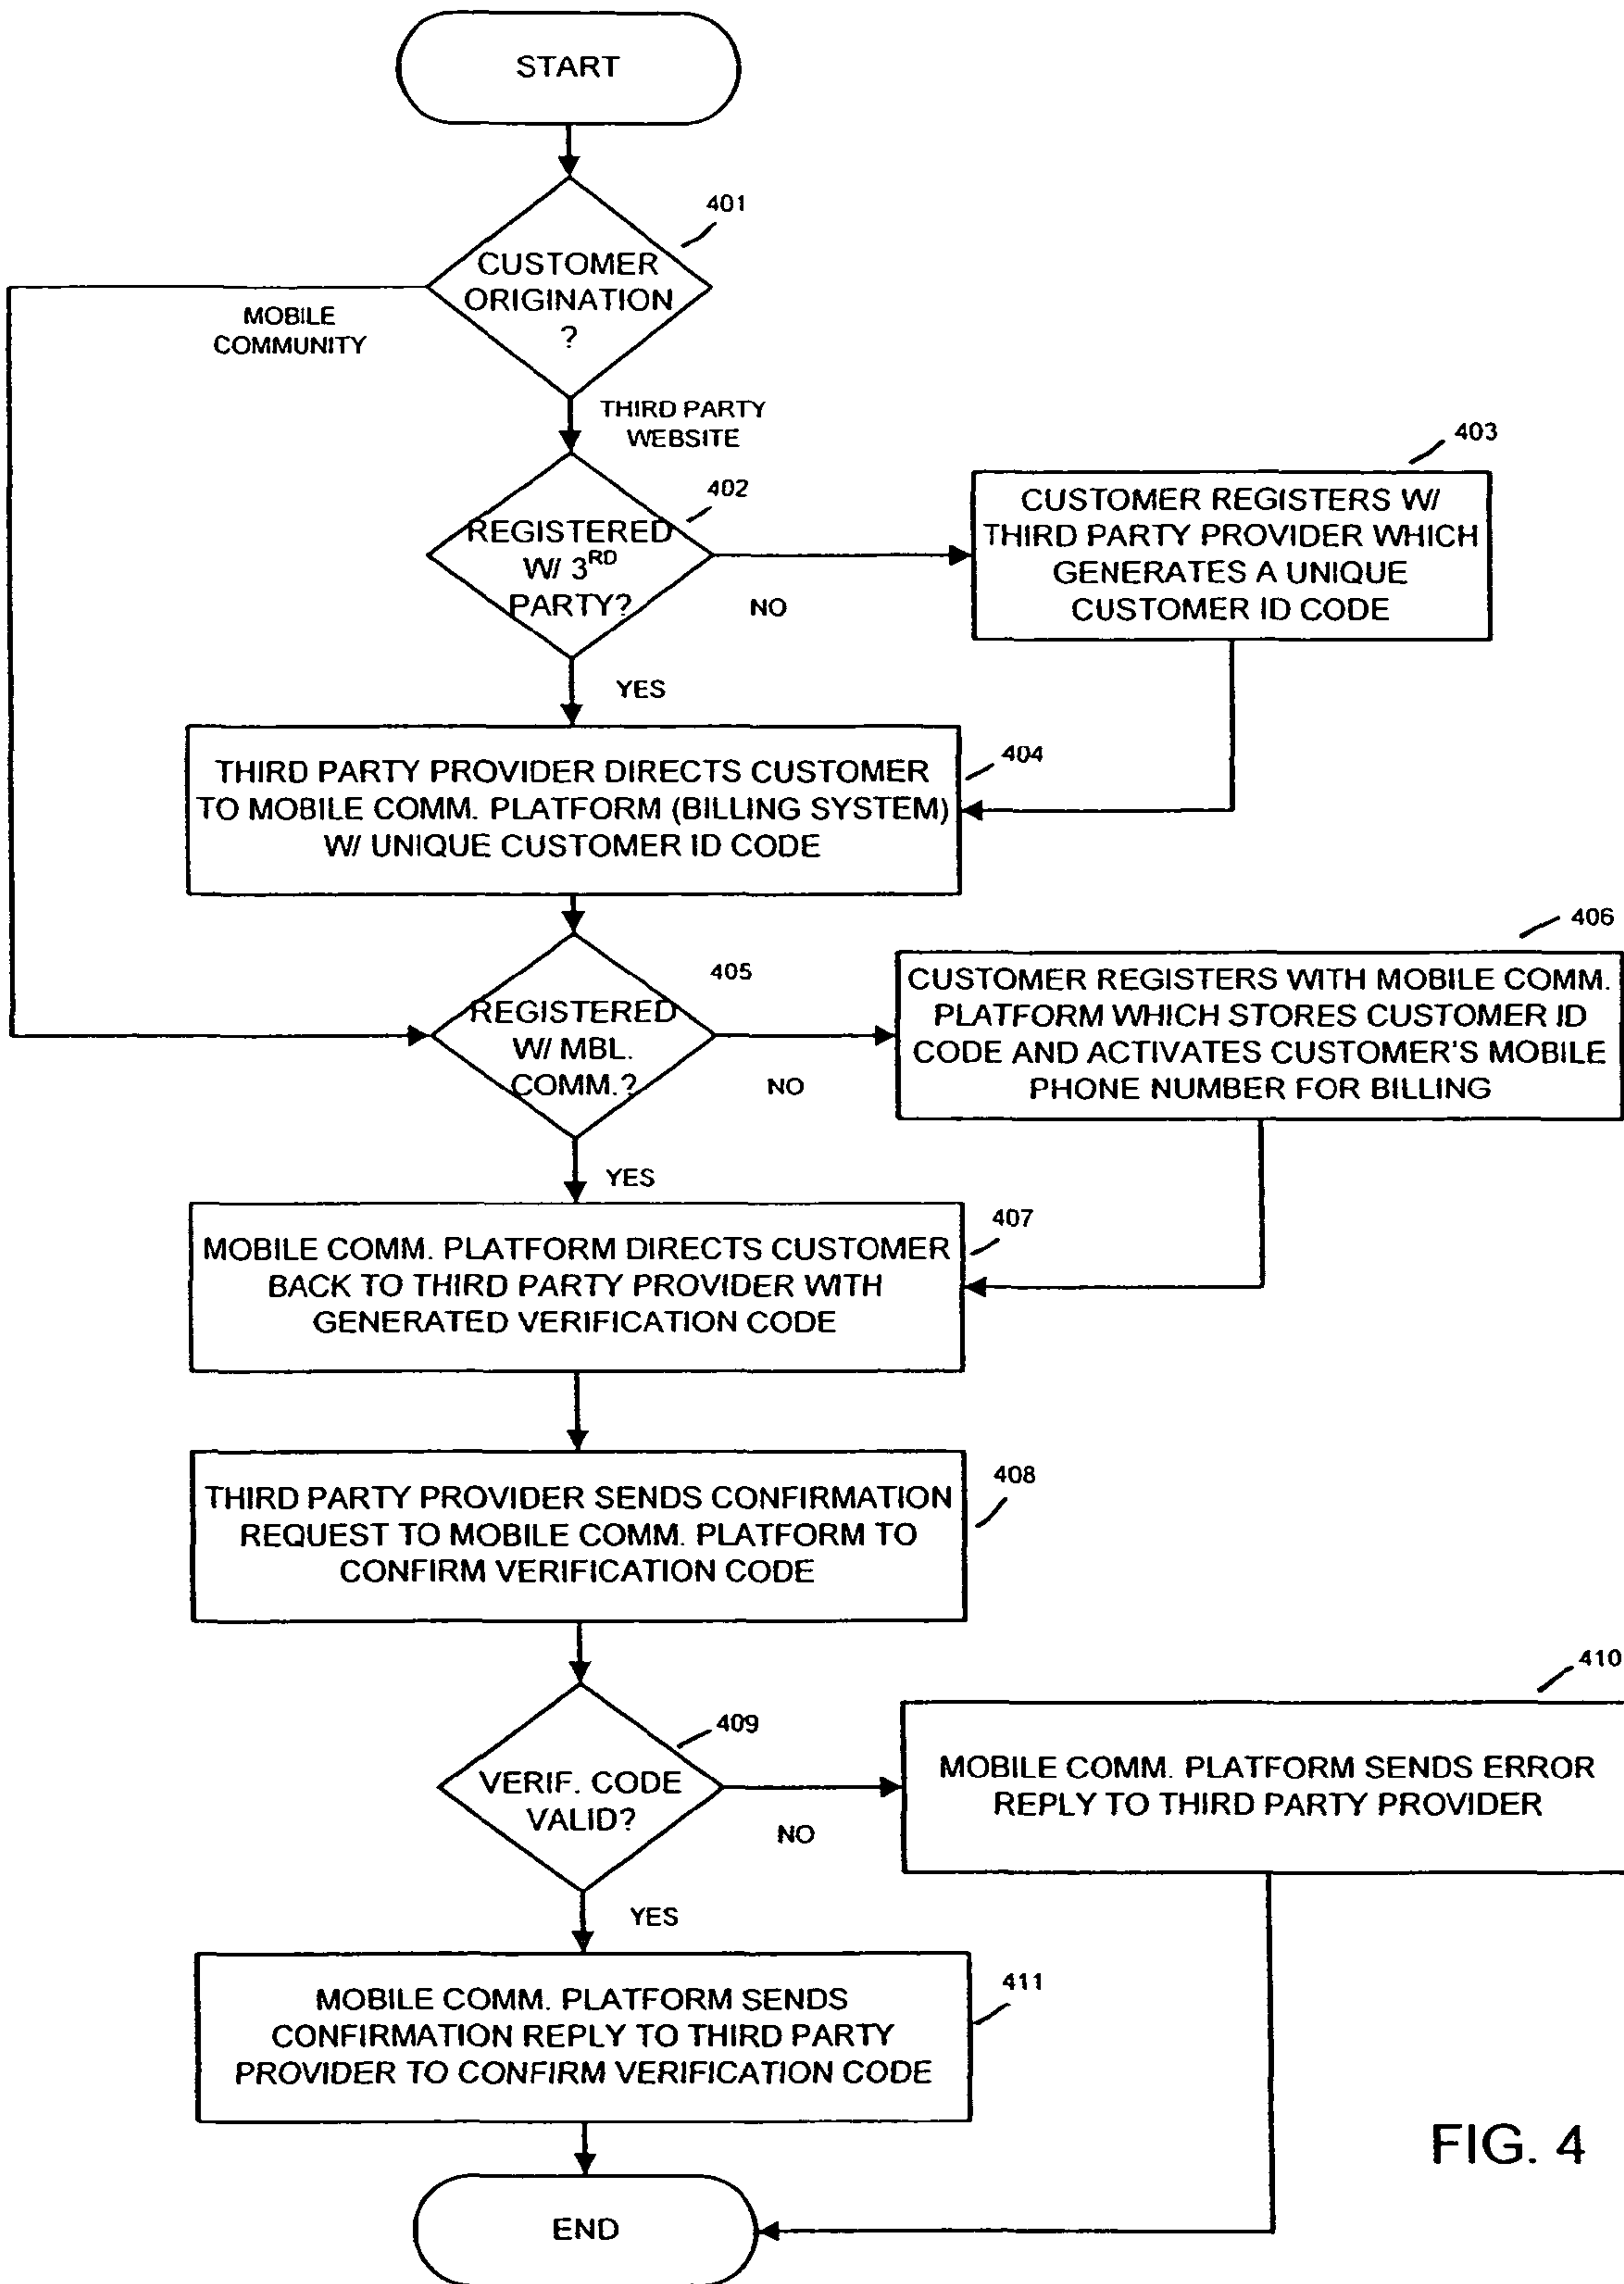 START
401
CUSTOMER
ORIGINATION
?
MOBILE
COMMUNITY
THIRD PARTY
WEBSITE
402
REGISTERED
W/ 3RD
PARTY?
NO
YES
403
CUSTOMER REGISTERS W/
THIRD PARTY PROVIDER WHICH
GENERATES A UNIQUE
CUSTOMER ID CODE
404
THIRD PARTY PROVIDER DIRECTS CUSTOMER
TO MOBILE COMM. PLATFORM (BILLING SYSTEM)
W/ UNIQUE CUSTOMER ID CODE
405
REGISTERED
W/ MBL.
COMM.?
NO
YES
406
CUSTOMER REGISTERS WITH MOBILE COMM.
PLATFORM WHICH STORES CUSTOMER ID
CODE AND ACTIVATES CUSTOMER'S MOBILE
PHONE NUMBER FOR BILLING
407
MOBILE COMM. PLATFORM DIRECTS CUSTOMER
BACK TO THIRD PARTY PROVIDER WITH
GENERATED VERIFICATION CODE
408
THIRD PARTY PROVIDER SENDS CONFIRMATION
REQUEST TO MOBILE COMM. PLATFORM TO
CONFIRM VERIFICATION CODE
409
VERIF. CODE
VALID?
NO
YES
410
MOBILE COMM. PLATFORM SENDS ERROR
REPLY TO THIRD PARTY PROVIDER
411
MOBILE COMM. PLATFORM SENDS
CONFIRMATION REPLY TO THIRD PARTY
PROVIDER TO CONFIRM VERIFICATION CODE
END
FIG. 4